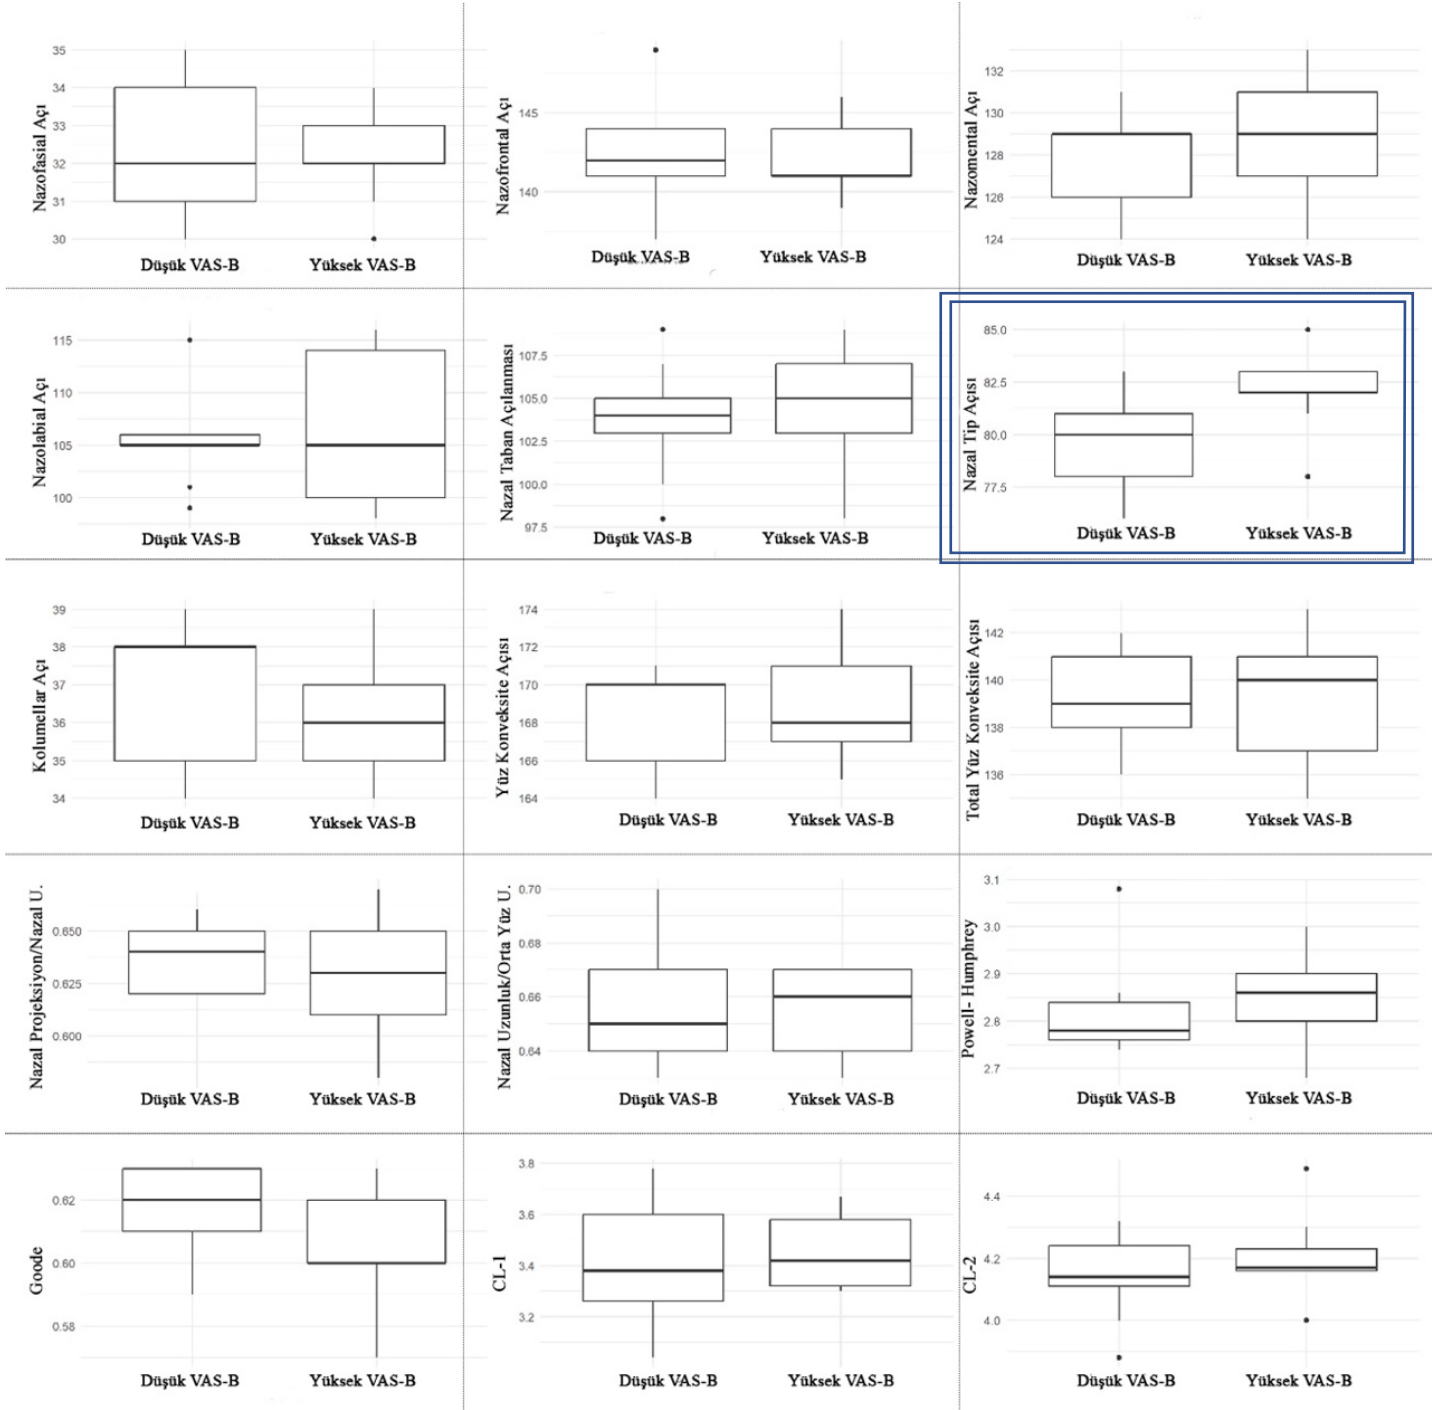 Nazofasial Açı
35
34
33
32
31
30
Düşük VAS-B
Yüksek VAS-B
Nazofrontal Açı
145
140
Düşük VAS-B
Yüksek VAS-B
Nazomental Açı
132
130
128
126
124
Düşük VAS-B
Yüksek VAS-B
Nazolabial Açı
115
110
105
100
Düşük VAS-B
Yüksek VAS-B
Nazal Taban Açılanması
107.5
105.0
102.5
100.0
97.5
Düşük VAS-B
Yüksek VAS-B
Nazal Tip Açısı
85.0
82.5
80.0
77.5
Düşük VAS-B
Yüksek VAS-B
Kolumellar Açı
39
38
37
36
35
34
Düşük VAS-B
Yüksek VAS-B
Yüz Konveksite Açısı
174
172
170
168
166
164
Düşük VAS-B
Yüksek VAS-B
Total Yüz Konveksite Açısı
142
140
138
136
Düşük VAS-B
Yüksek VAS-B
Nazal Projeksiyon/Nazal U.
0.650
0.625
0.600
Düşük VAS-B
Yüksek VAS-B
Nazal Uzunluk/Orta Yüz U.
0.70
0.68
0.66
0.64
Düşük VAS-B
Yüksek VAS-B
Powell- Humphrey
3.1
3.0
2.9
2.8
2.7
Düşük VAS-B
Yüksek VAS-B
Goode
0.62
0.60
0.58
Düşük VAS-B
Yüksek VAS-B
CL-1
3.8
3.6
3.4
3.2
Düşük VAS-B
Yüksek VAS-B
CL-2
4.4
4.2
4.0
Düşük VAS-B
Yüksek VAS-B